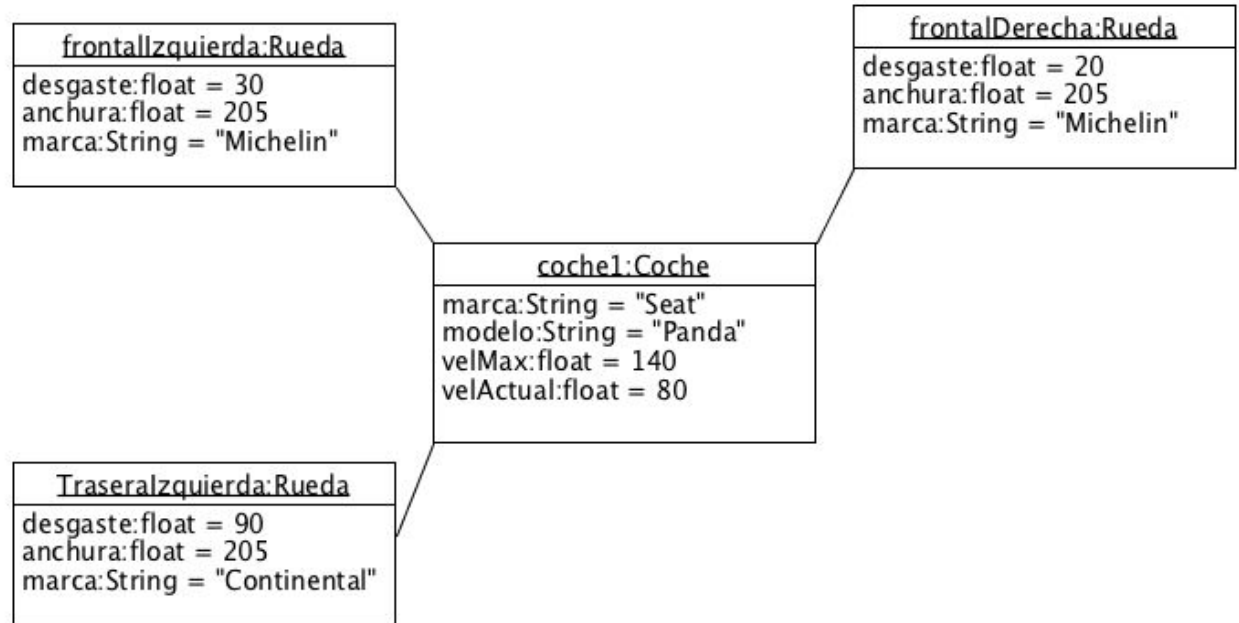 frontalIzquierda:Rueda
desgaste:float = 30
anchura:float = 205
marca:String = "Michelin"
frontalDerecha:Rueda
desgaste:float = 20
anchura:float = 205
marca:String = "Michelin"
coche1:Coche
marca:String = "Seat"
modelo:String = "Panda"
velMax:float = 140
velActual:float = 80
TraseraIzquierda:Rueda
desgaste:float = 90
anchura:float = 205
marca:String = "Continental"